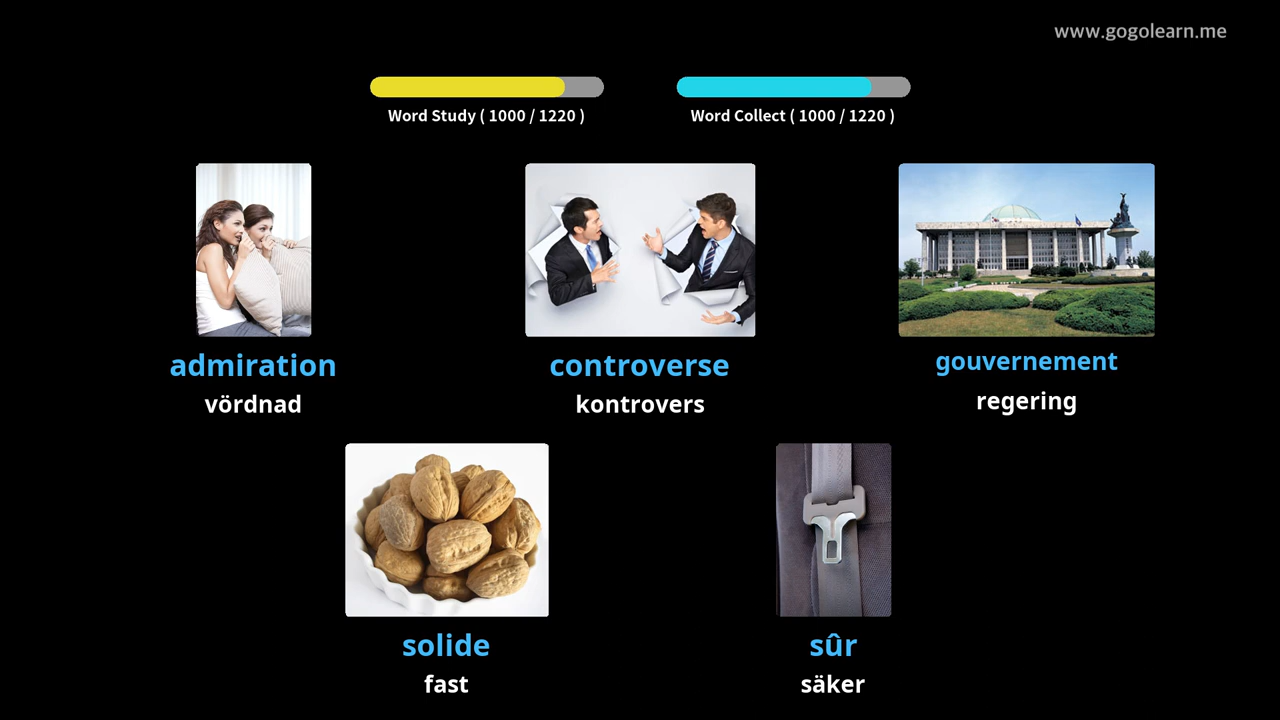 www.gogolearn.me
Word Study ( 1000 / 1220 )
Word Collect ( 1000 / 1220 )
admiration
vördnad
controverse
kontrovers
gouvernement
regering
solide
fast
sûr
säker